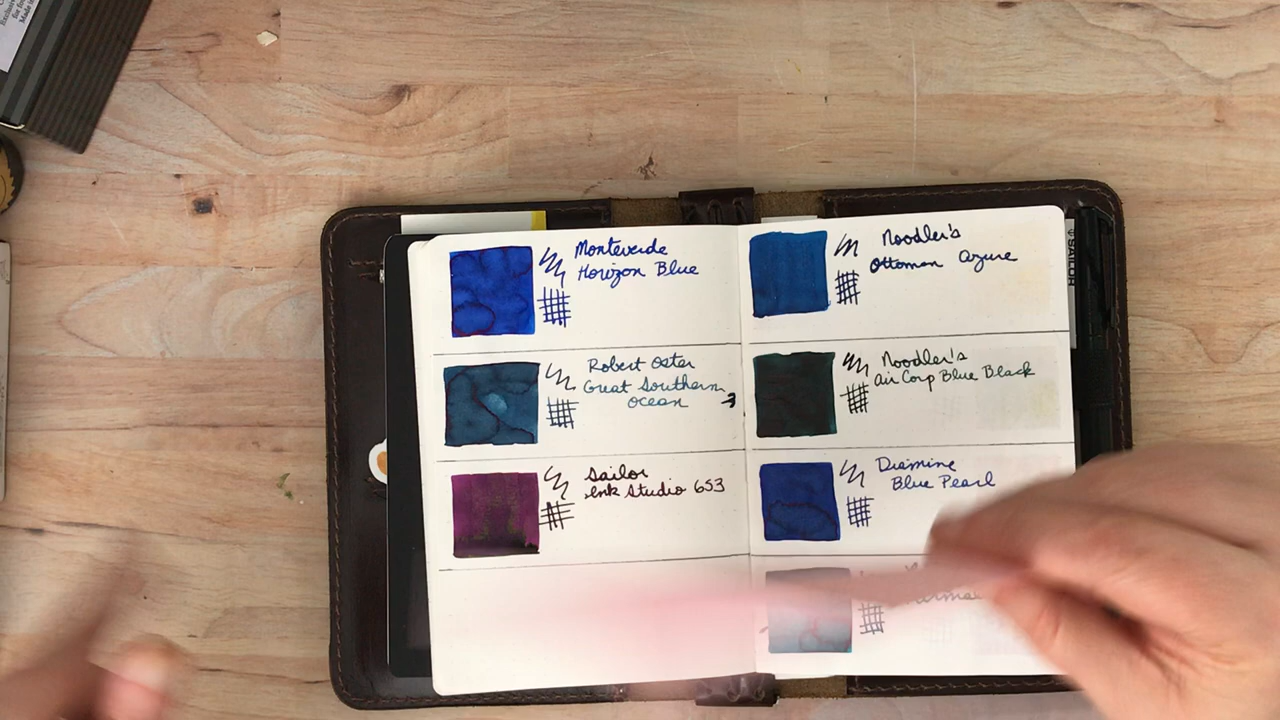 Monteverde
Horizon Blue
Robert Oster
Great Southern
Ocean
Sailor
Ink Studio 653
Noodler's
Ottoman Azure
Noodler's
Air Corp Blue Black
Diamine
Blue Pearl
SAILOR